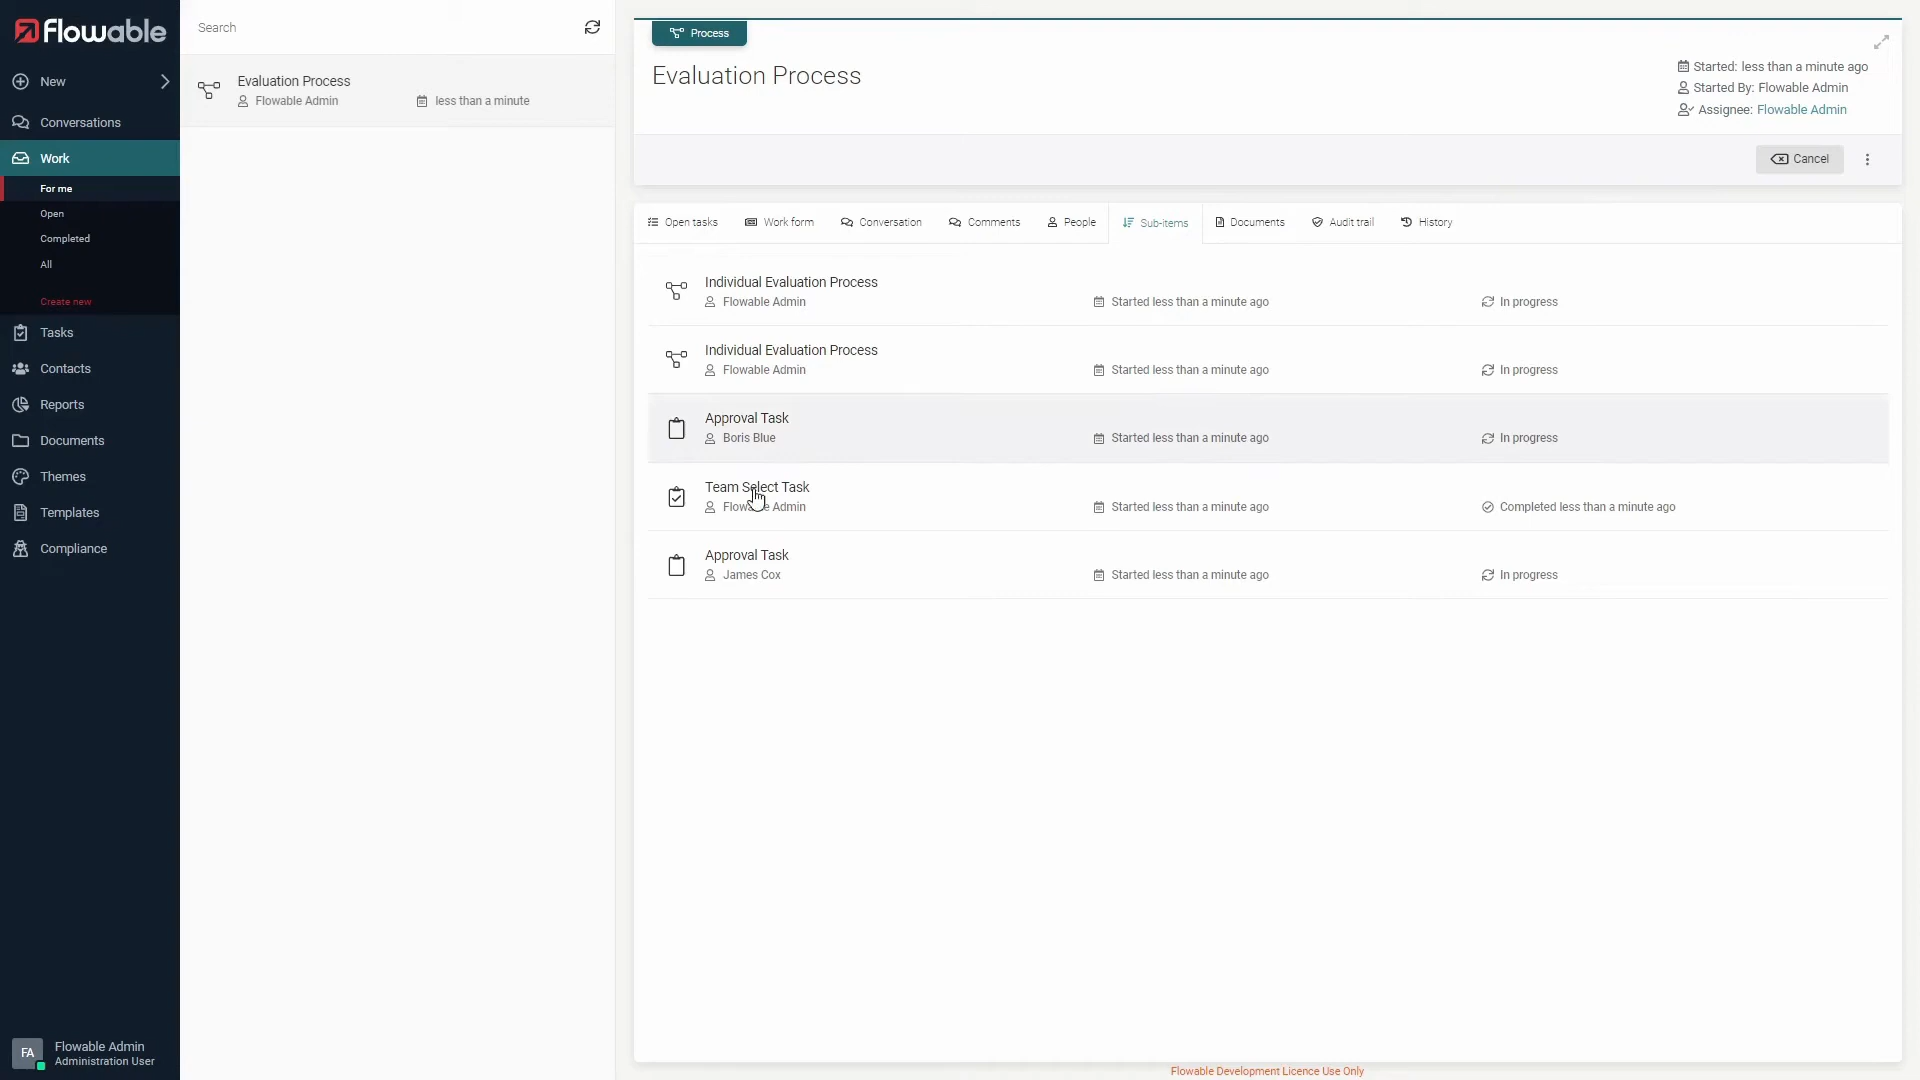 flowable
New
Conversations
Work
For me
Open
Completed
All
Create new
Tasks
Contacts
Reports
Documents
Themes
Templates
Compliance
FA
Flowable Admin
Administration User
Search
Evaluation Process
Flowable Admin
less than a minute
Process
Evaluation Process
Started: less than a minute ago
Started By: Flowable Admin
Assignee: Flowable Admin
Cancel
Open tasks
Work form
Conversation
Comments
People
Sub-items
Documents
Audit trail
History
Individual Evaluation Process
Flowable Admin
Started less than a minute ago
In progress
Individual Evaluation Process
Flowable Admin
Started less than a minute ago
In progress
Approval Task
Boris Blue
Started less than a minute ago
In progress
Team Select Task
Flowable Admin
Started less than a minute ago
Completed less than a minute ago
Approval Task
James Cox
Started less than a minute ago
In progress
Flowable Development Licence Use Only